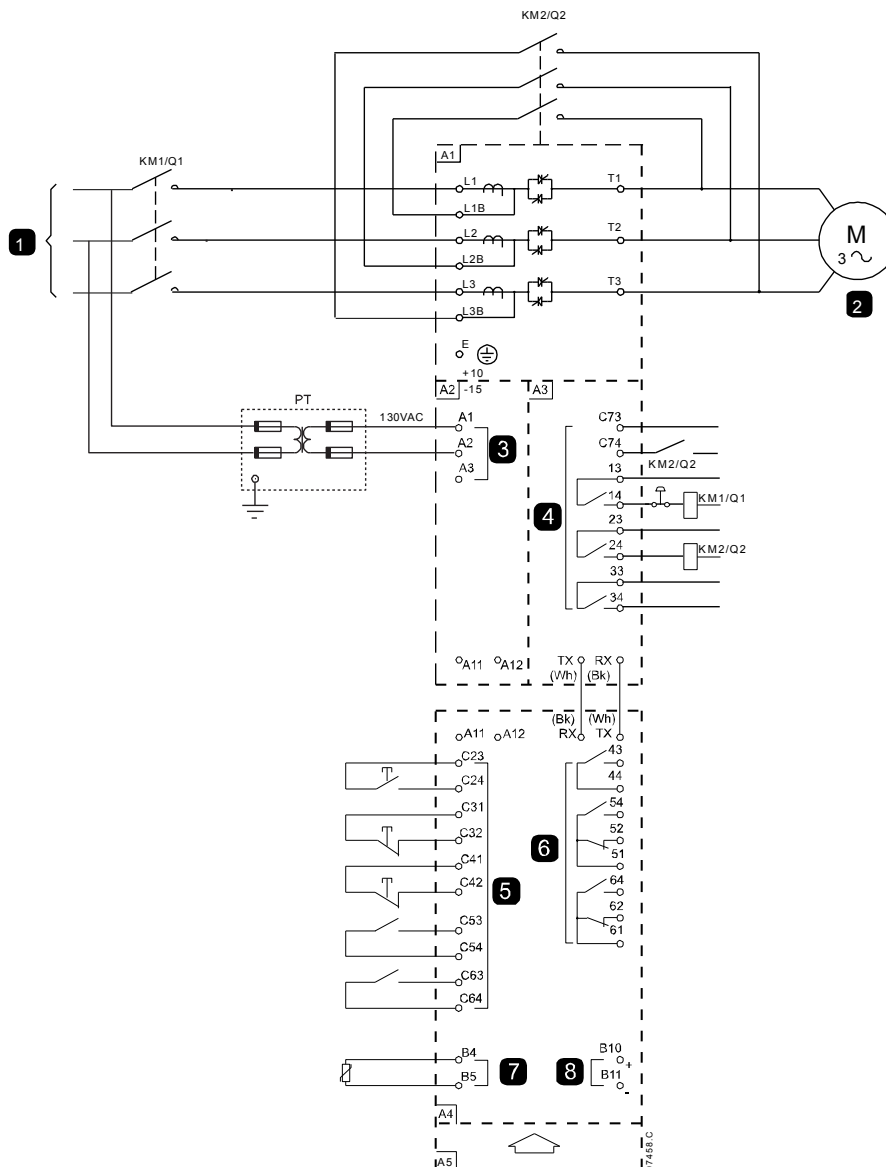 KM2/Q2
A1
KM1/Q1
L1
T1
L1B
1
L2
T2
M
3
L2B
L3
T3
2
L3B
E
+10
-15
A2
A3
PT
130VAC
A1
A2
A3
3
C73
C74
KM2/Q2
13
14
KM1/Q1
4
23
24
KM2/Q2
33
34
A11
A12
TX
RX
(Wh)
(Bk)
(Bk)
(Wh)
RX
TX
A11
A12
C23
C24
C31
C32
C41
C42
C53
C54
C63
C64
5
43
44
54
52
51
64
62
61
6
B4
B5
7
8
B10
+
B11
-
A4
A5
07458.C